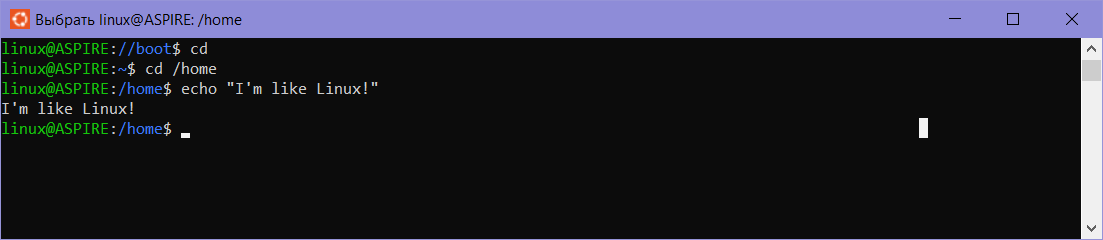 Выбрать linux@ASPIRE: /home
linux@ASPIRE://boot$ cd
linux@ASPIRE:~$ cd /home
linux@ASPIRE:/home$ echo "I'm like Linux!"
I'm like Linux!
linux@ASPIRE:/home$